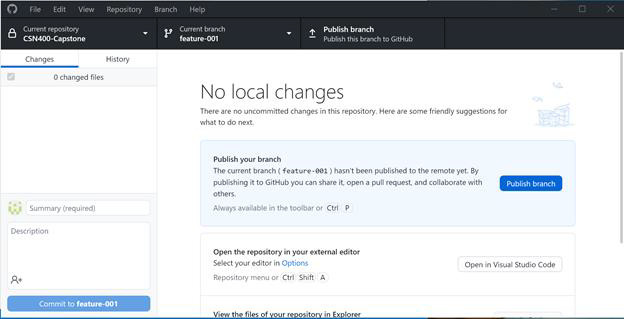 File Edit View Repository Branch Help
Current repository
CSN400-Capstone
Current branch
feature-001
Publish branch
Publish this branch to GitHub
Changes
History
0 changed files
Summary (required)
Description
Commit to feature-001
No local changes
There are no uncommitted changes in this repository. Here are some friendly suggestions for
what to do next.
Publish your branch
The current branch ( feature-001 ) hasn't been published to the remote yet. By
publishing it to GitHub you can share it, open a pull request, and collaborate with
others.
Always available in the toolbar or Ctrl P
Publish branch
Open the repository in your external editor
Select your editor in Options
Repository menu or Ctrl Shift A
Open in Visual Studio Code
View the files of your repository in Explorer